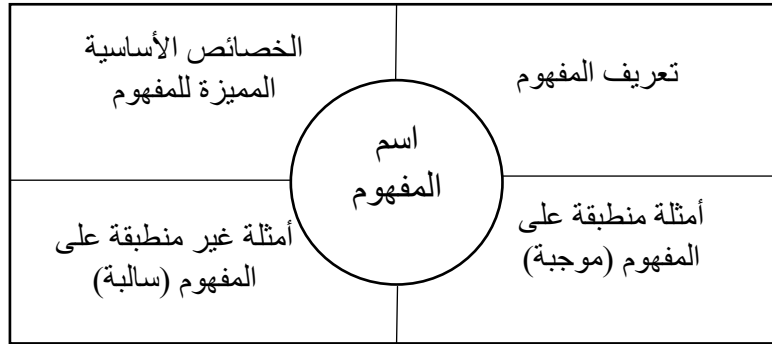 تعريف المفهوم
الخصائص الأساسية
المميزة للمفهوم
اسم
المفهوم
أمثلة منطبقة على
المفهوم (موجبة)
أمثلة غير منطبقة على
المفهوم (سالبة)